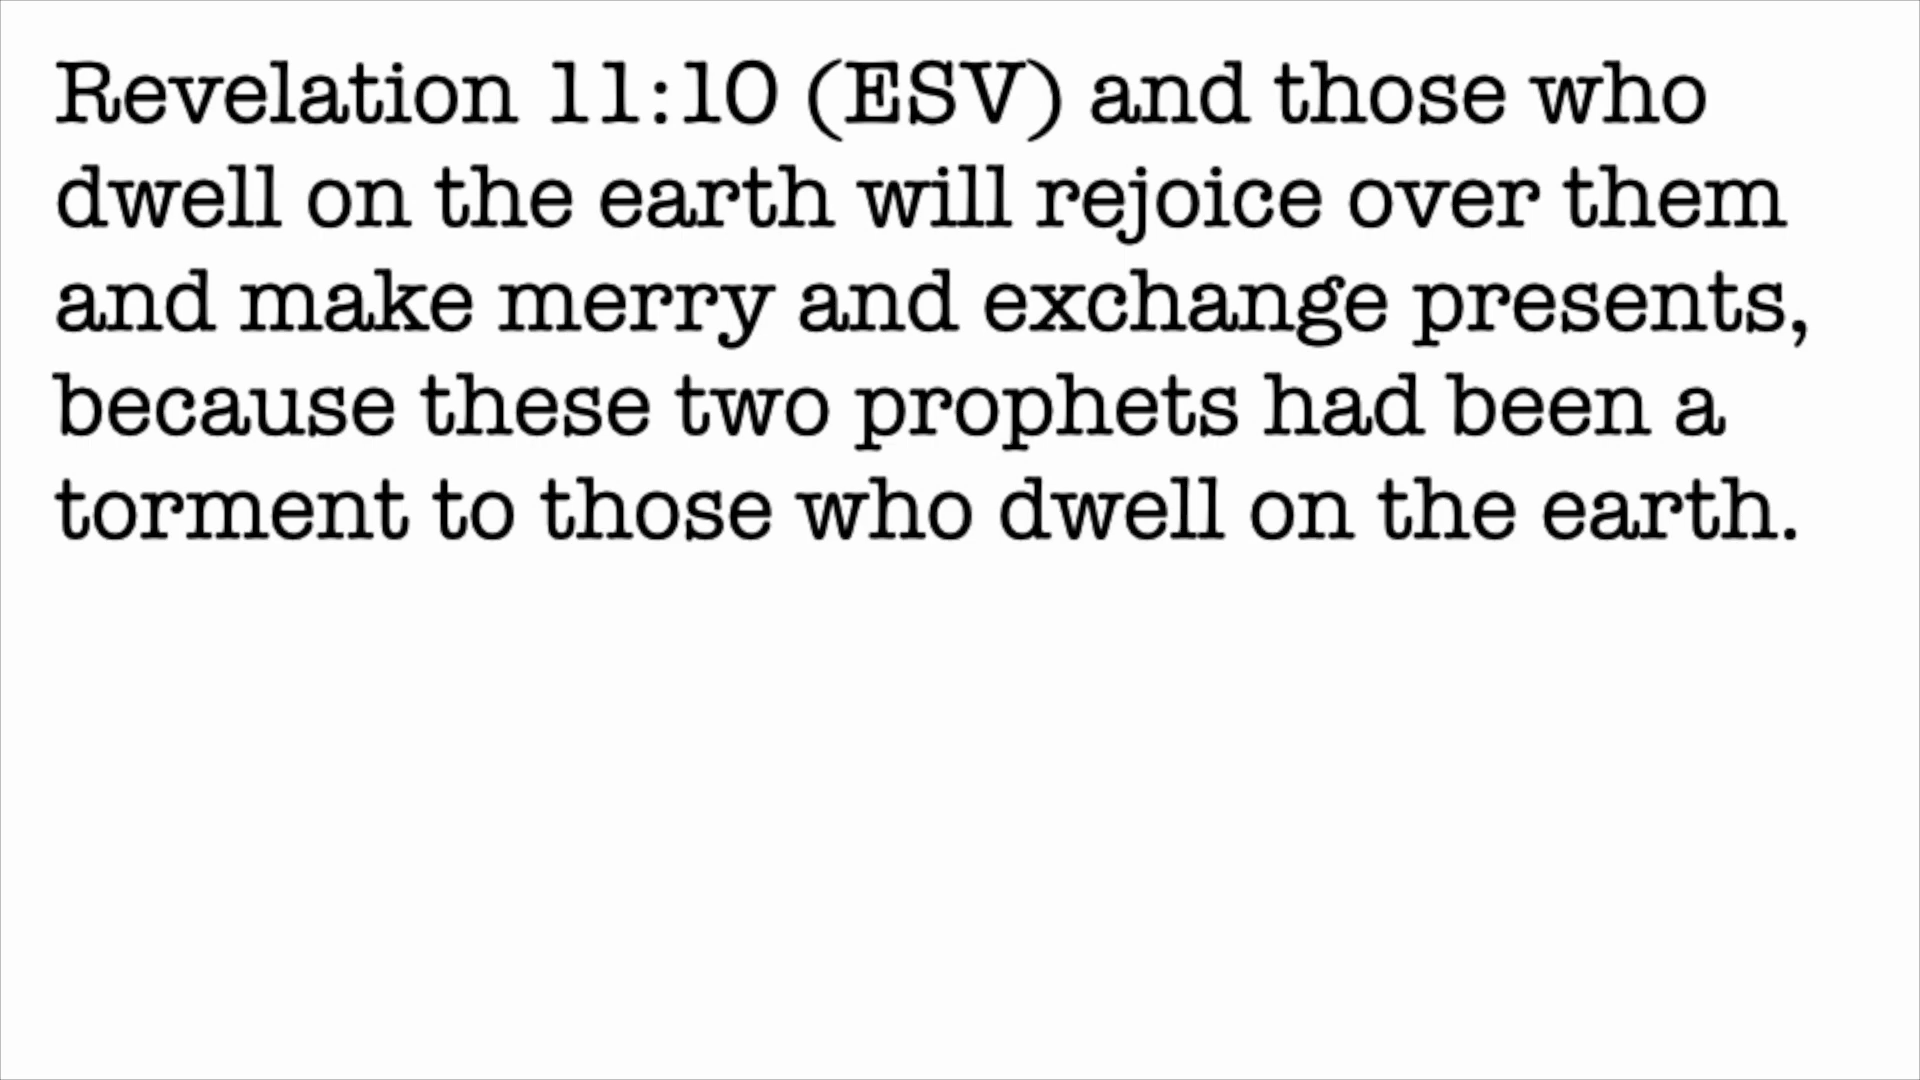 Revelation 11:10 (ESV) and those who
dwell on the earth will rejoice over them
and make merry and exchange presents,
because these two prophets had been a
torment to those who dwell on the earth.